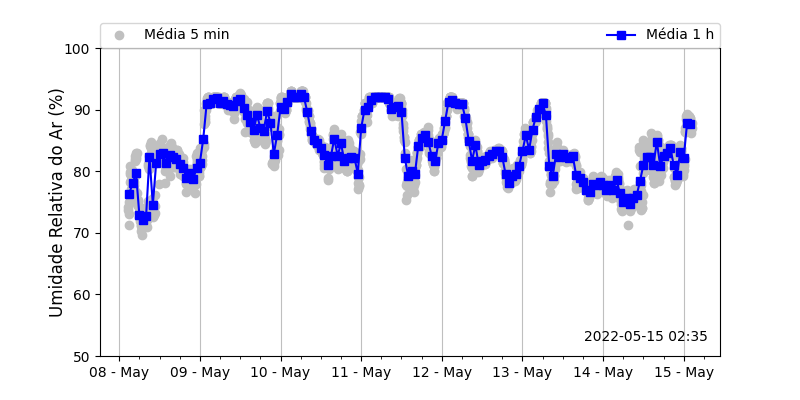 Média 5 min
Média 1 h
Umidade Relativa do Ar (%)
100
90
80
70
60
50
2022-05-15 02:35
08 - May
09 - May
10 - May
11 - May
12 - May
13 - May
14 - May
15 - May